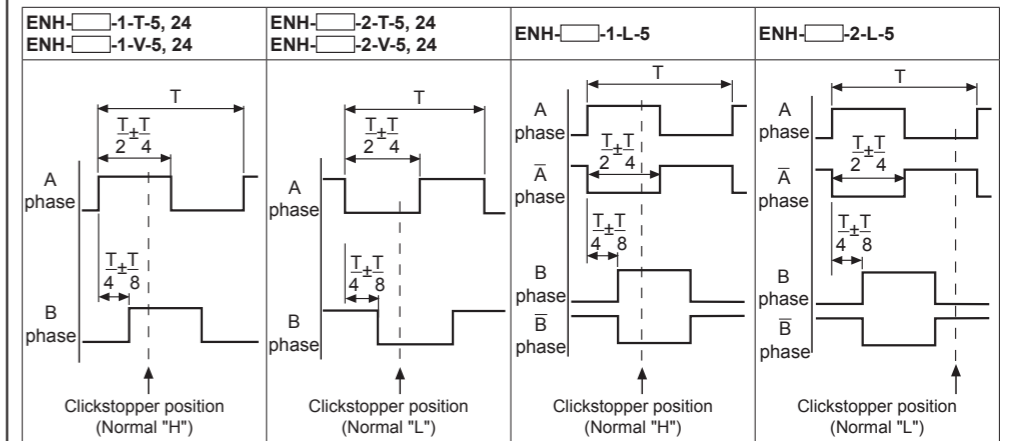 ENH-□-1-T-5, 24
ENH-□-1-V-5, 24
T
T/2±T/4
A
phase
T/4±T/8
B
phase
Clickstopper position
(Normal "H")
ENH-□-2-T-5, 24
ENH-□-2-V-5, 24
T
T/2±T/4
A
phase
T/4±T/8
B
phase
Clickstopper position
(Normal "L")
ENH-□-1-L-5
T
A
phase
T/2±T/4
A̅
phase
T/4±T/8
B
phase
B̅
phase
Clickstopper position
(Normal "H")
ENH-□-2-L-5
T
A
phase
T/2±T/4
A̅
phase
T/4±T/8
B
phase
B̅
phase
Clickstopper position
(Normal "L")